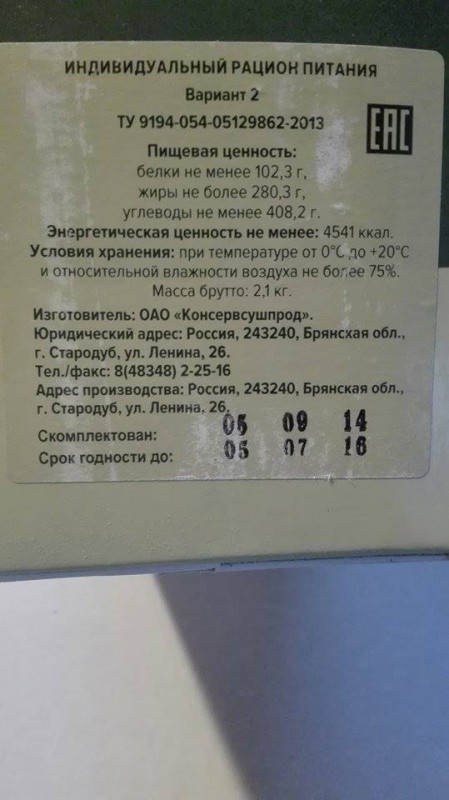 ИНДИВИДУАЛЬНЫЙ РАЦИОН ПИТАНИЯ
Вариант 2
ТУ 9194-054-05129862-2013
EAC
Пищевая ценность:
белки не менее 102,3 г,
жиры не более 280,3 г,
углеводы не менее 408,2 г.
Энергетическая ценность не менее: 4541 ккал.
Условия хранения: при температуре от 0°С до +20°С
и относительной влажности воздуха не более 75%.
Масса брутто: 2,1 кг.
Изготовитель: ОАО «Консервсушпрод».
Юридический адрес: Россия, 243240, Брянская обл.,
г. Стародуб, ул. Ленина, 26.
Тел./факс: 8(48348) 2-25-16
Адрес производства: Россия, 243240, Брянская обл.,
г. Стародуб, ул. Ленина, 26.
Скомплектован: 05 09 14
Срок годности до: 05 07 16